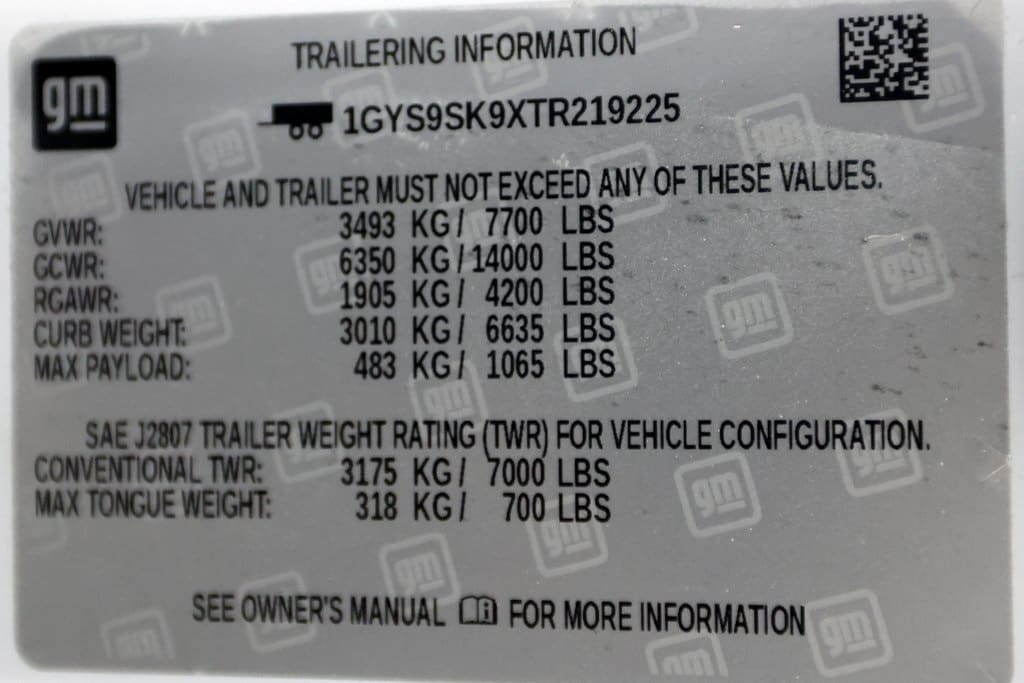 gm
TRAILERING INFORMATION
1GYS9SK9XTR219225
VEHICLE AND TRAILER MUST NOT EXCEED ANY OF THESE VALUES.
GVWR: 3493 KG/ 7700 LBS
GCWR: 6350 KG/14000 LBS
RGAWR: 1905 KG/ 4200 LBS
CURB WEIGHT: 3010 KG/ 6635 LBS
MAX PAYLOAD: 483 KG/ 1065 LBS
SAE J2807 TRAILER WEIGHT RATING (TWR) FOR VEHICLE CONFIGURATION.
CONVENTIONAL TWR: 3175 KG/ 7000 LBS
MAX TONGUE WEIGHT: 318 KG/ 700 LBS
SEE OWNER'S MANUAL FOR MORE INFORMATION